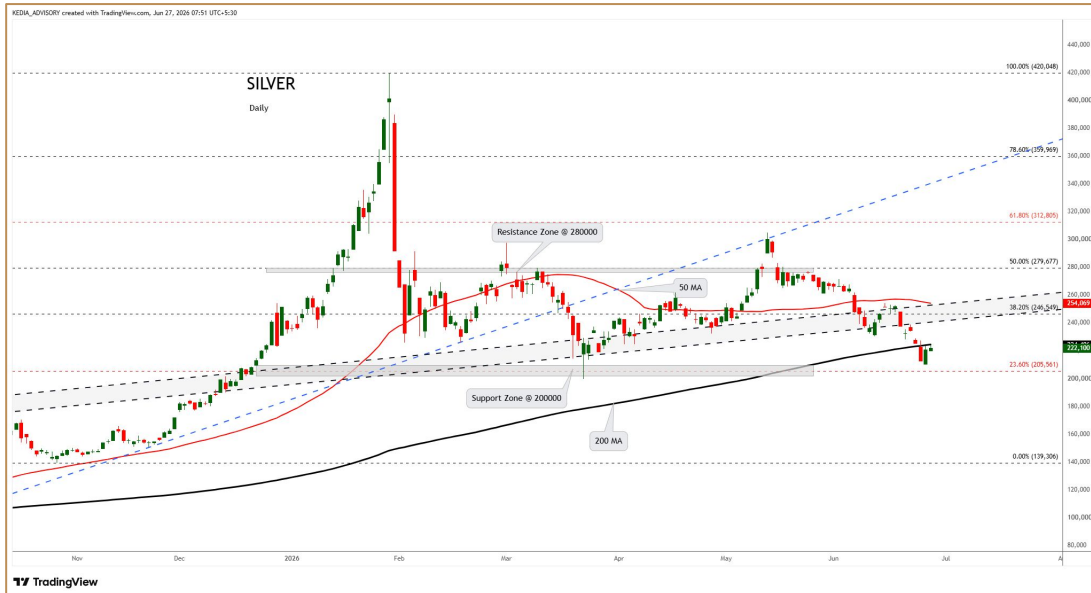 KEDIA_ADVISORY created with TradingView.com, Jun 27, 2026 07:51 UTC+5:30
SILVER
Daily
440,000
100.00% (420,048)
420,000
400,000
380,000
78.60% (359,969)
360,000
340,000
320,000
61.80% (312,805)
300,000
Resistance Zone @ 280000
50.00% (279,677)
280,000
50 MA
260,000
254,069
38.20% (246,549)
240,000
222,100
23.60% (205,561)
200,000
Support Zone @ 200000
180,000
200 MA
160,000
0.00% (139,306)
140,000
120,000
100,000
80,000
Nov
Dec
2026
Feb
Mar
Apr
May
Jun
Jul
A
TradingView